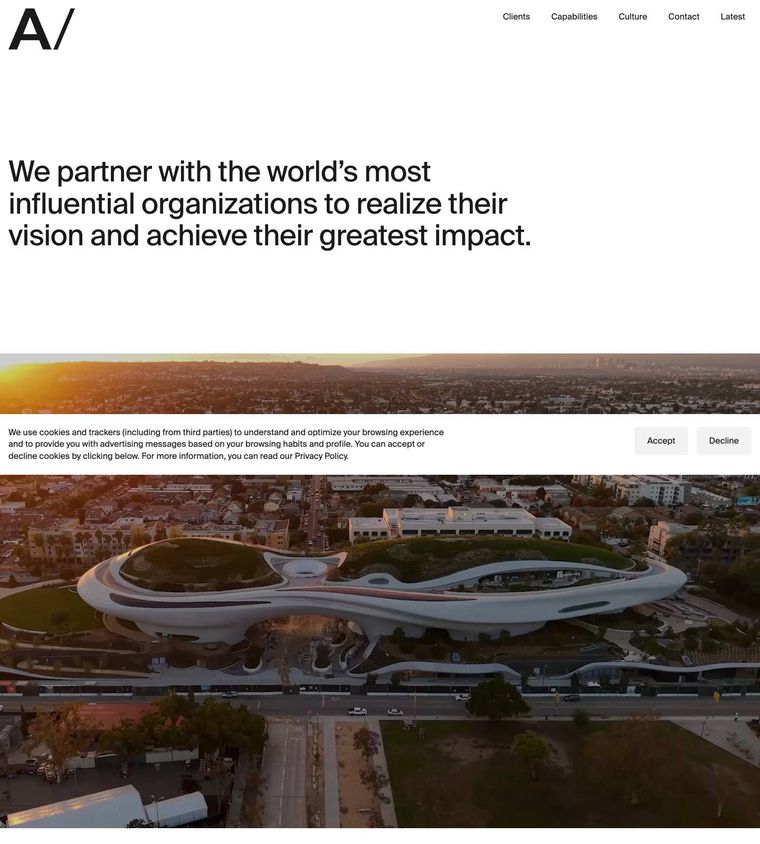 A/
Clients
Capabilities
Culture
Contact
Latest
We partner with the world’s most
influential organizations to realize their
vision and achieve their greatest impact.
We use cookies and trackers (including from third parties) to understand and optimize your browsing experience
and to provide you with advertising messages based on your browsing habits and profile. You can accept or
decline cookies by clicking below. For more information, you can read our Privacy Policy.
Accept
Decline